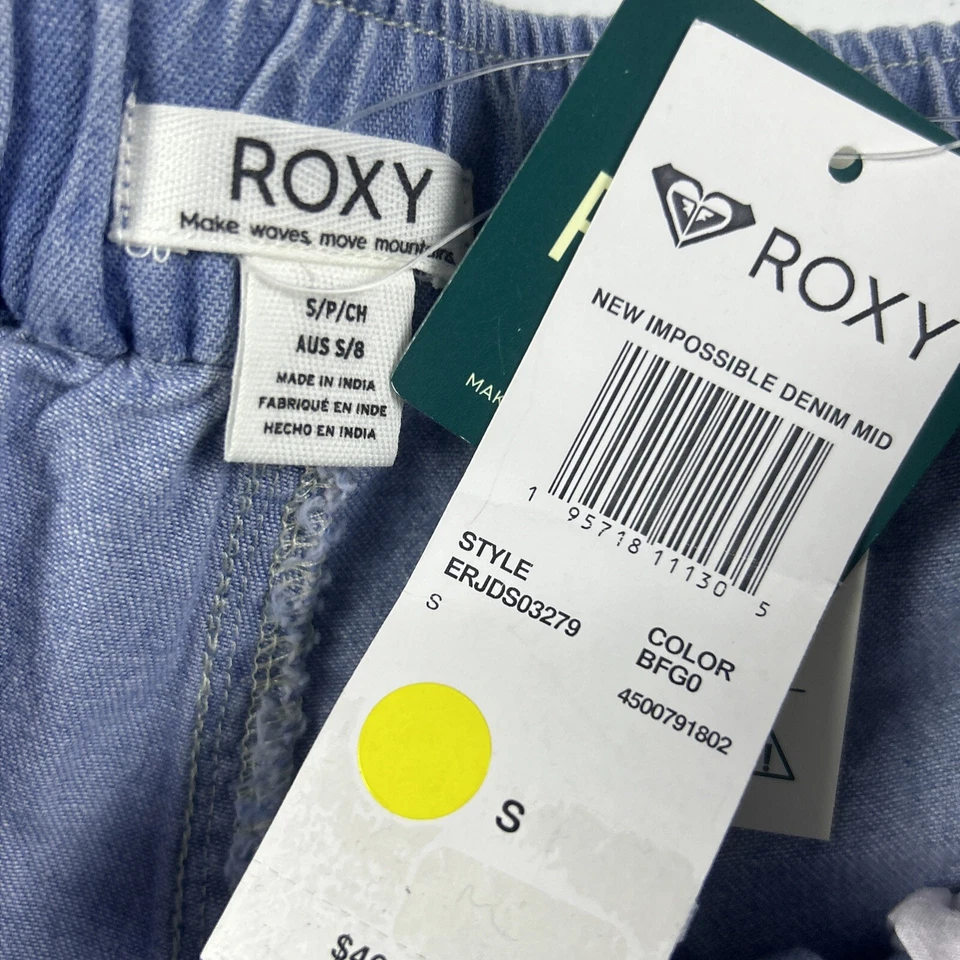 ROXY
Make waves, move mountains.
S/P/CH
AUS S/8
MADE IN INDIA
FABRIQUÉ EN INDE
HECHO EN INDIA
ROXY
NEW IMPOSSIBLE DENIM MID
1 95718 11130 5
STYLE
ERJDS03279
S
COLOR
BFG0
4500791802
S